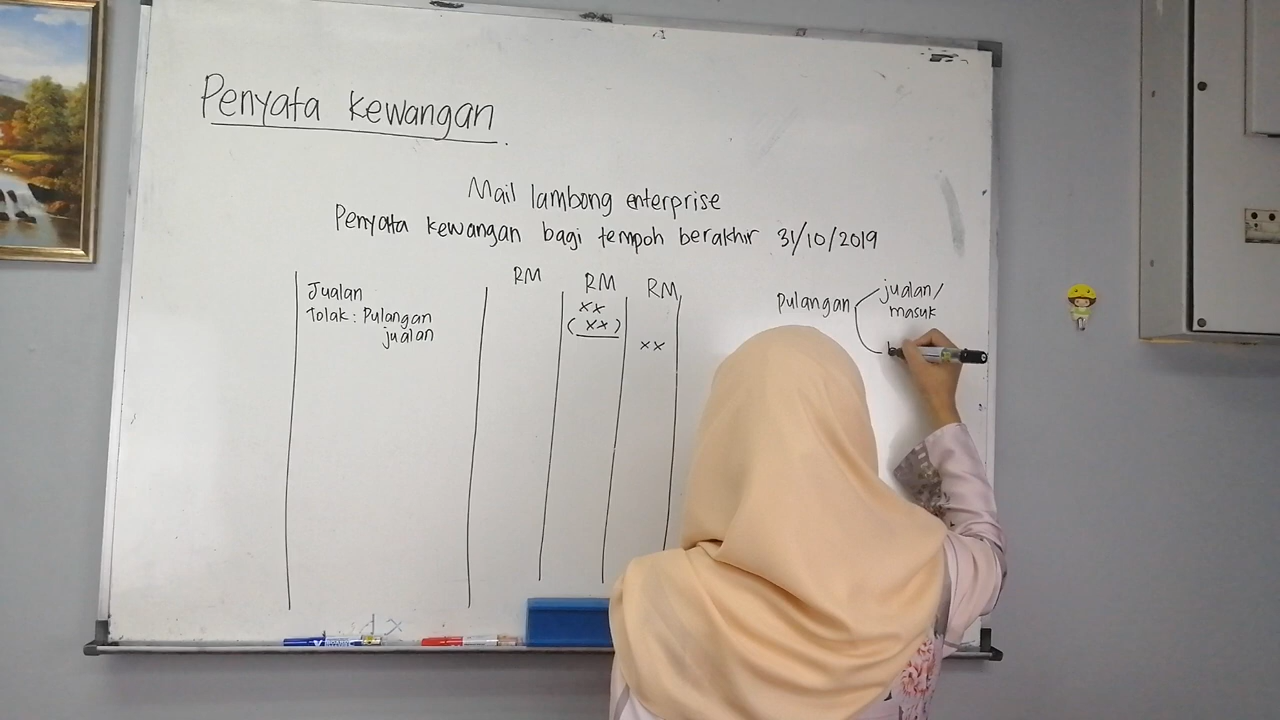 Penyata kewangan.
Mail lambong enterprise
Penyata kewangan bagi tempoh berakhir 31/10/2019
RM RM RM
Jualan xx
Tolak: Pulangan (xx)
jualan xx
Pulangan jualan/
masuk